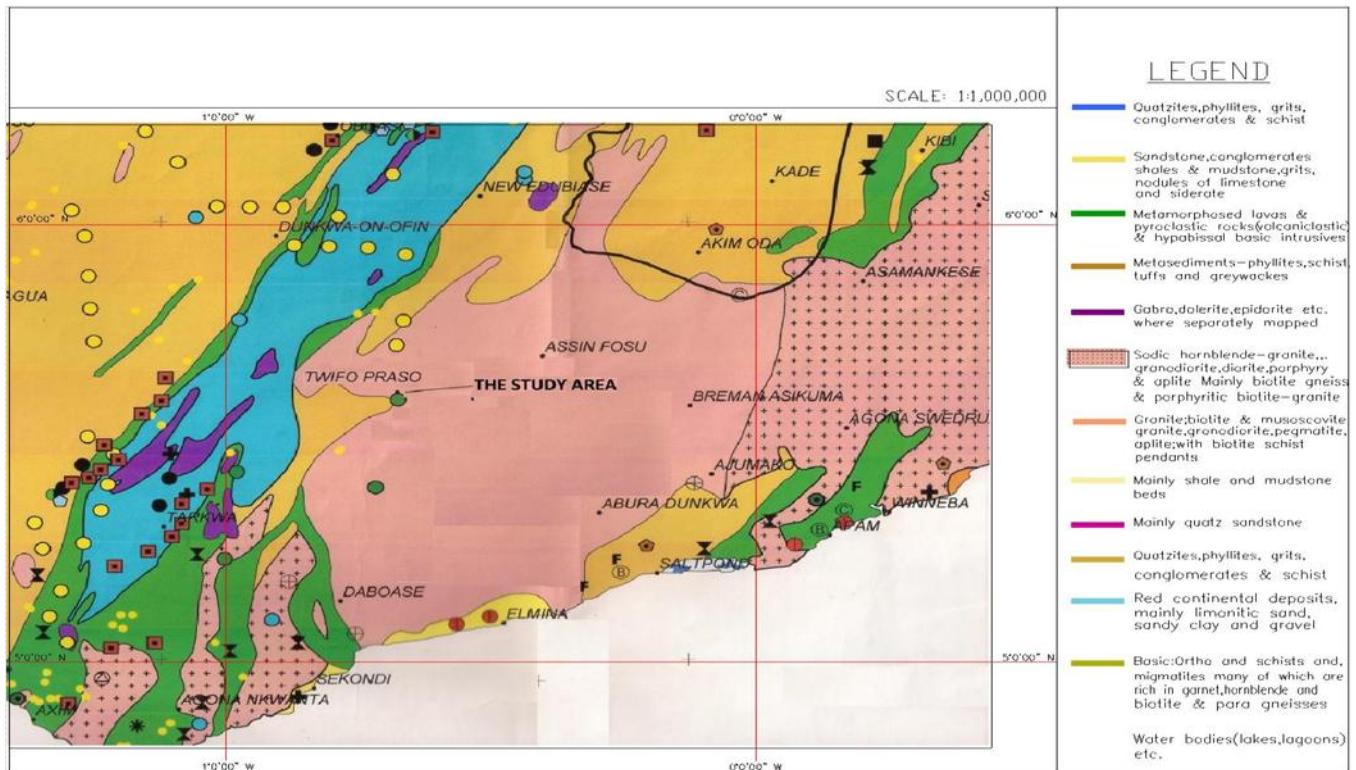 SCALE: 1:1,000,000
1°0'00" W
0°0'00" W
KIBI
KADE
NEW EDUBIASE
6°0'00" N
6°0'00" N
DUNKWA-ON-OFIN
AKIM ODA
ASAMANKESE
AGUA
ASSIN FOSU
TWIFO PRASO
THE STUDY AREA
BREMAN ASIKUMA
AGONA SWEDRU
AJUMAKO
F
ABURA DUNKWA
WINNEBA
C
TARKWA
B
APAM
F
B
SALTPOND
F
DABOASE
ELMINA
5°0'00" N
5°0'00" N
SEKONDI
AGONA NKWANTA
AXIM
1°0'00" W
0°0'00" W
C
S
LEGEND
Quatzites,phyllites, grits,
conglomerates & schist
Sandstone,conglomerates
shales & mudstone,grits,
nodules of limestone
and siderate
Metamorphosed lavas &
pyroclastic rocks(volcaniclastic)
& hypabissal basic intrusives
Metasediments-phyllites,schist,
tuffs and greywackes
Gabro,dolerite,epidorite etc.
where separately mapped
Sodic hornblende-granite,..
granodiorite,diorite,porphyry
& aplite Mainly biotite gneiss
& porphyritic biotite-granite
Granite;biotite & musoscovite
granite,gronodiorite,pegmatite,
aplite;with biotite schist
pendants
Mainly shale and mudstone
beds
Mainly quatz sandstone
Quatzites,phyllites, grits,
conglomerates & schist
Red continental deposits,
mainly limonitic sand,
sandy clay and gravel
Basic:Ortho and schists and,
migmatites many of which are
rich in garnet,hornblende and
biotite & para gneisses
Water bodies(lakes,lagoons)
etc.